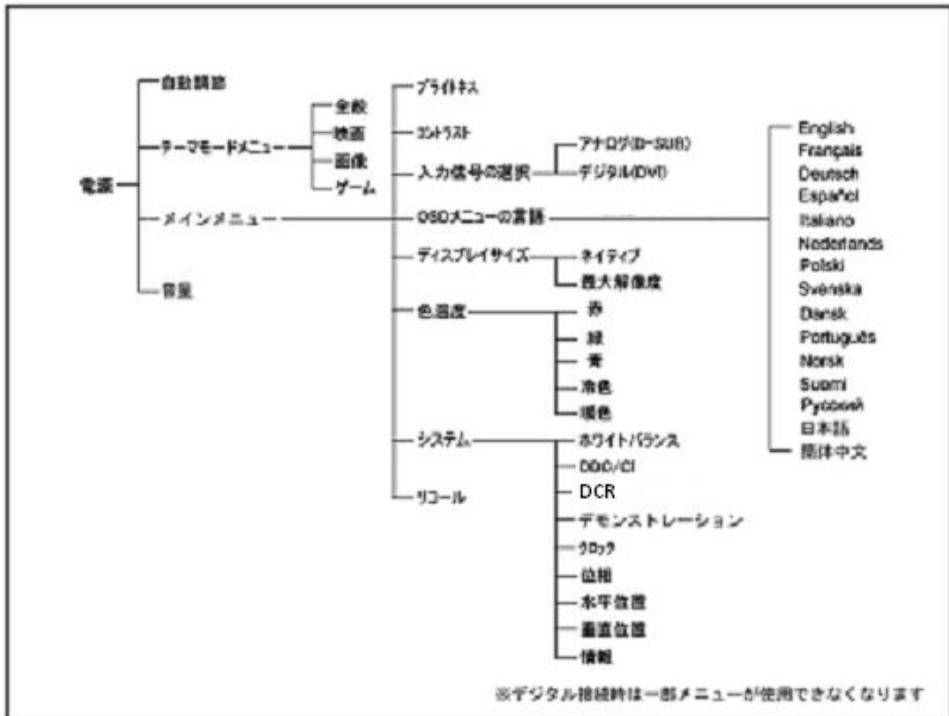 電源
自動調節
テーマモードメニュー
全般
映画
画像
ゲーム
メインメニュー
ブライトネス
コントラスト
入力信号の選択
アナログ(D-SUB)
デジタル(DVI)
OSDメニューの言語
English
Français
Deutsch
Español
Italiano
Nederlands
Polski
Svenska
Dansk
Português
Norsk
Suomi
Русский
日本語
簡体中文
ディスプレイサイズ
ネイティブ
最大解像度
色温度
赤
緑
青
冷色
暖色
システム
ホワイトバランス
DDC/CI
DCR
デモンストレーション
クロック
位相
水平位置
垂直位置
情報
リコール
音量
※デジタル接続時は一部メニューが使用できなくなります